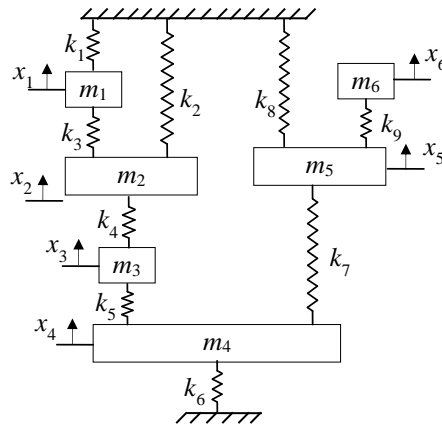 k₁
x₁
m₁
k₂
k₈
m₆
x₆
k₃
k₉
x₅
x₂
m₂
m₅
k₄
x₃
m₃
k₇
k₅
x₄
m₄
k₆